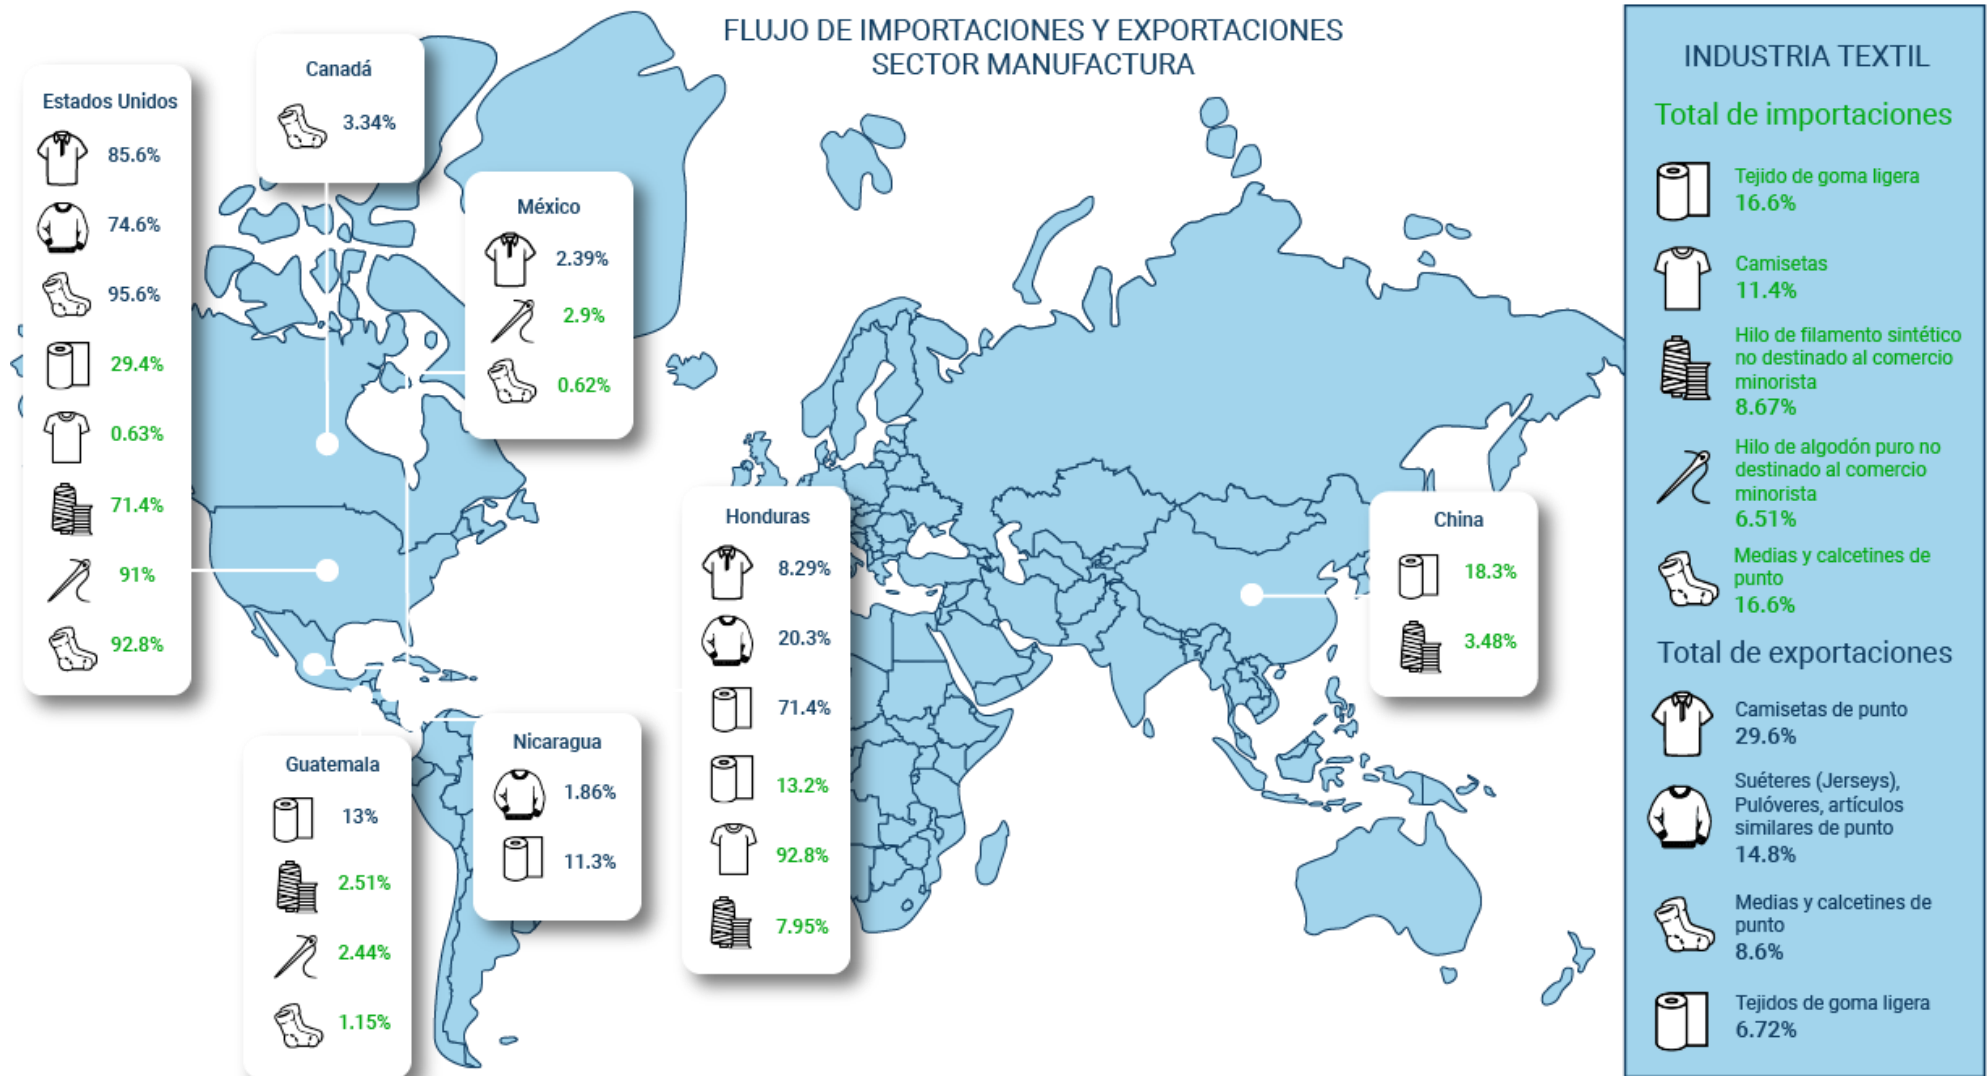 FLUJO DE IMPORTACIONES Y EXPORTACIONES
SECTOR MANUFACTURA
Estados Unidos
85.6%
74.6%
95.6%
29.4%
0.63%
71.4%
91%
92.8%
Canadá
3.34%
México
2.39%
2.9%
0.62%
Guatemala
13%
2.51%
2.44%
1.15%
Nicaragua
1.86%
11.3%
Honduras
8.29%
20.3%
71.4%
13.2%
92.8%
7.95%
China
18.3%
3.48%
INDUSTRIA TEXTIL
Total de importaciones
Tejido de goma ligera
16.6%
Camisetas
11.4%
Hilo de filamento sintético
no destinado al comercio
minorista
8.67%
Hilo de algodón puro no
destinado al comercio
minorista
6.51%
Medias y calcetines de
punto
16.6%
Total de exportaciones
Camisetas de punto
29.6%
Suéteres (Jerseys),
Pulóveres, artículos
similares de punto
14.8%
Medias y calcetines de
punto
8.6%
Tejidos de goma ligera
6.72%